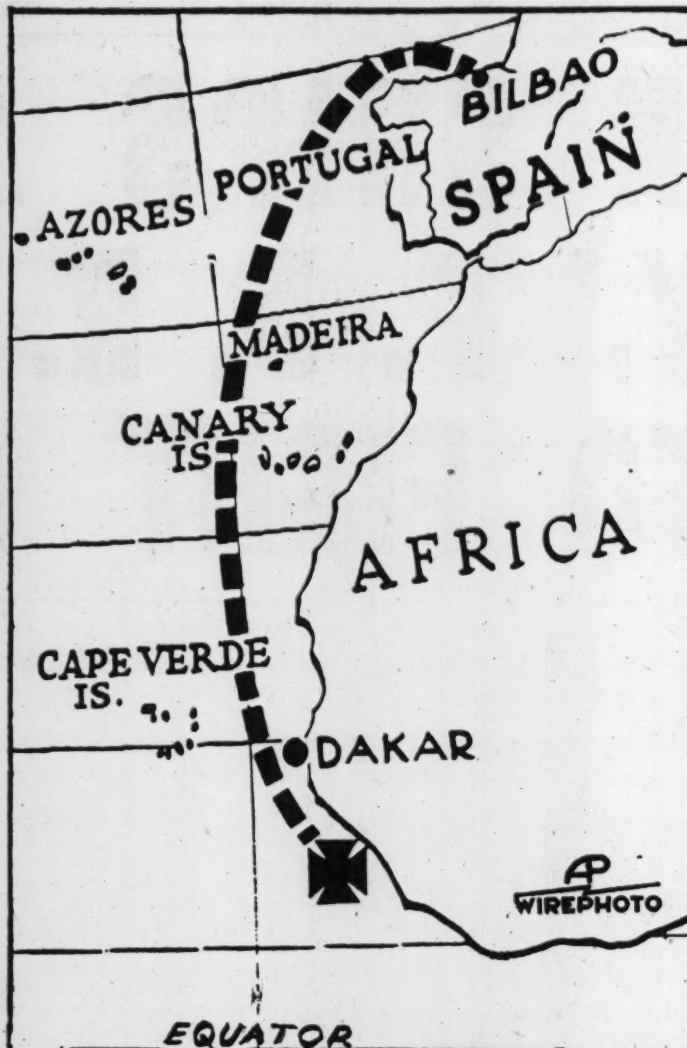 BILBAO
PORTUGAL
SPAIN
AZORES
MADEIRA
CANARY
IS.
AFRICA
CAPE VERDE
IS.
DAKAR
AP
WIREPHOTO
EQUATOR